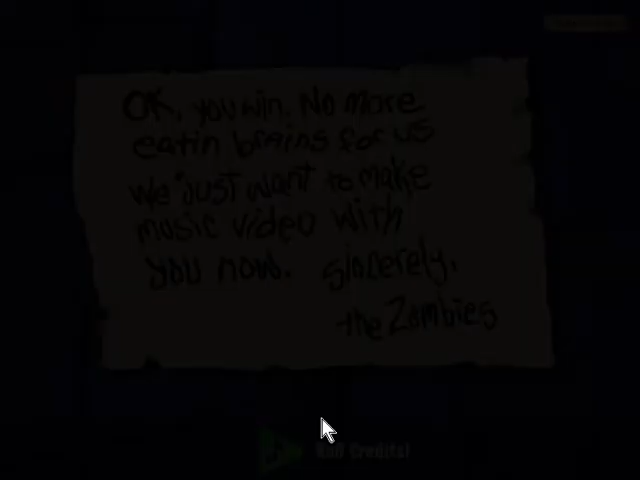 OK, you win. No more
eatin brains for us
we just want to make
music video with
you now. sincerely,
the Zombies
Roll Credits!